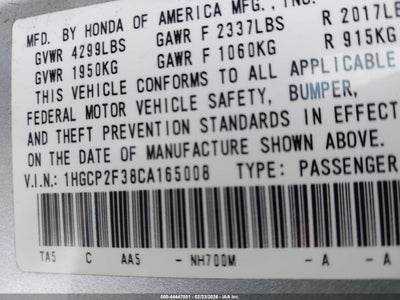 MFD. BY HONDA OF AMERICA MFG., INC.
GVWR 4299LBS GAWR F 2337LBS R 2017LB
GVWR 1950KG GAWR F 1060KG R 915KG
THIS VEHICLE CONFORMS TO ALL APPLICABLE
FEDERAL MOTOR VEHICLE SAFETY, BUMPER,
AND THEFT PREVENTION STANDARDS IN EFFECT
ON THE DATE OF MANUFACTURE SHOWN ABOVE.
V.I.N.: 1HGCP2F38CA165008 TYPE: PASSENGER
TA5 C AA5 - NH700M - A - A
© 44447051 - 02/23/2026 - IAA, Inc.